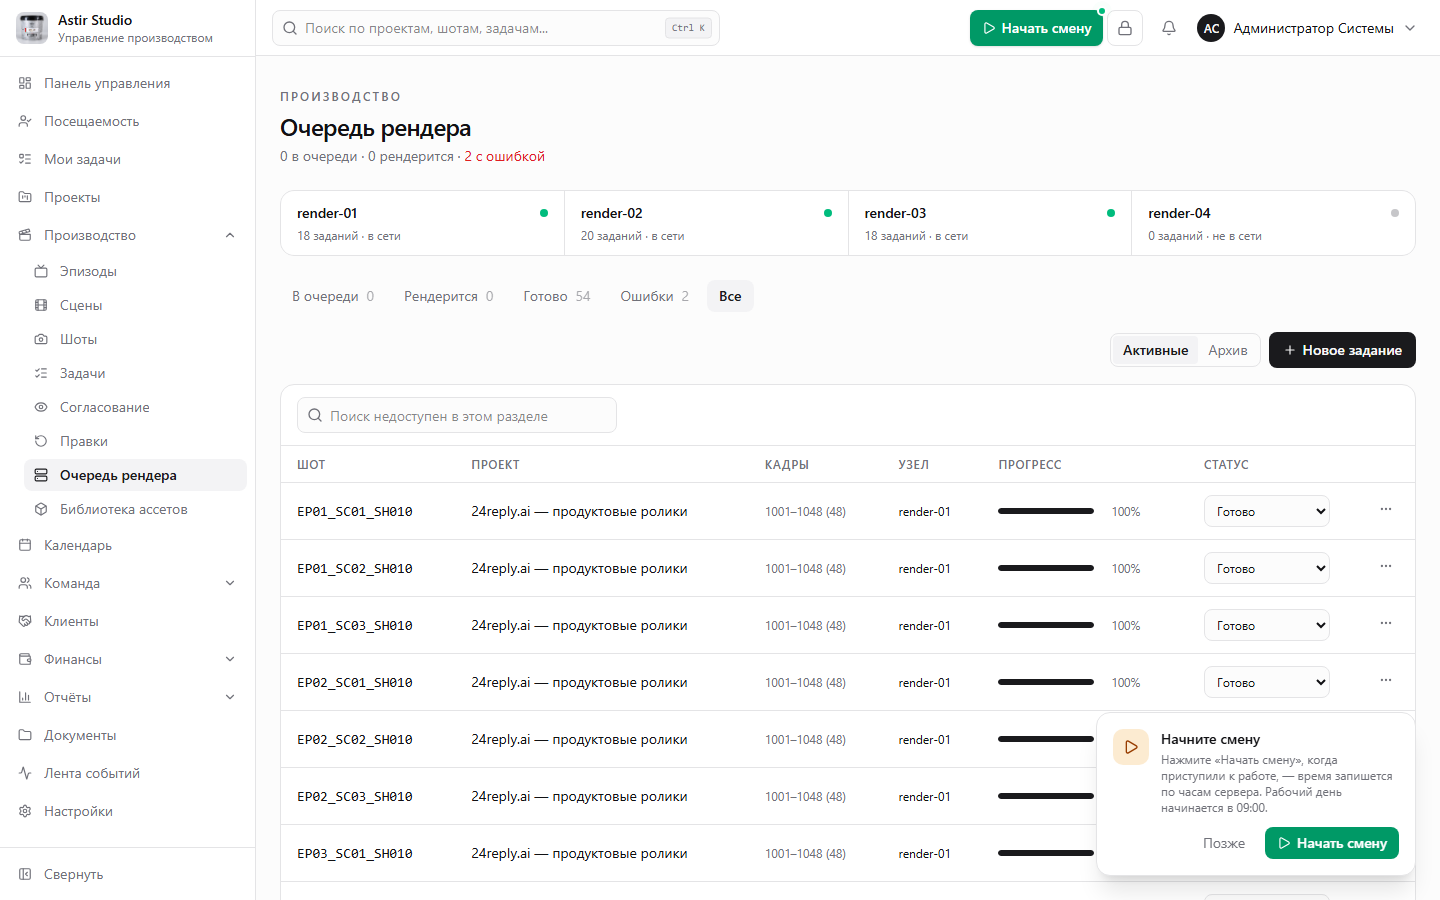 Astir Studio
Управление производством
Поиск по проектам, шотам, задачам...
Ctrl K
Начать смену
АС
Администратор Системы
Панель управления
Посещаемость
Мои задачи
Проекты
Производство
Эпизоды
Сцены
Шоты
Задачи
Согласование
Правки
Очередь рендера
Библиотека ассетов
Календарь
Команда
Клиенты
Финансы
Отчёты
Документы
Лента событий
Настройки
Свернуть
ПРОИЗВОДСТВО
Очередь рендера
0 в очереди · 0 рендерится · 2 с ошибкой
render-01
18 заданий · в сети
render-02
20 заданий · в сети
render-03
18 заданий · в сети
render-04
0 заданий · не в сети
В очереди 0
Рендерится 0
Готово 54
Ошибки 2
Все
Активные
Архив
Новое задание
Поиск недоступен в этом разделе
ШОТ ПРОЕКТ КАДРЫ УЗЕЛ ПРОГРЕСС СТАТУС
EP01_SC01_SH010 24reply.ai — продуктовые ролики 1001–1048 (48) render-01 100% Готово
EP01_SC02_SH010 24reply.ai — продуктовые ролики 1001–1048 (48) render-01 100% Готово
EP01_SC03_SH010 24reply.ai — продуктовые ролики 1001–1048 (48) render-01 100% Готово
EP02_SC01_SH010 24reply.ai — продуктовые ролики 1001–1048 (48) render-01 100% Готово
EP02_SC02_SH010 24reply.ai — продуктовые ролики 1001–1048 (48) render-01
EP02_SC03_SH010 24reply.ai — продуктовые ролики 1001–1048 (48) render-01
EP03_SC01_SH010 24reply.ai — продуктовые ролики 1001–1048 (48) render-01
Начните смену
Нажмите «Начать смену», когда
приступили к работе, — время запишется
по часам сервера. Рабочий день
начинается в 09:00.
Позже
Начать смену